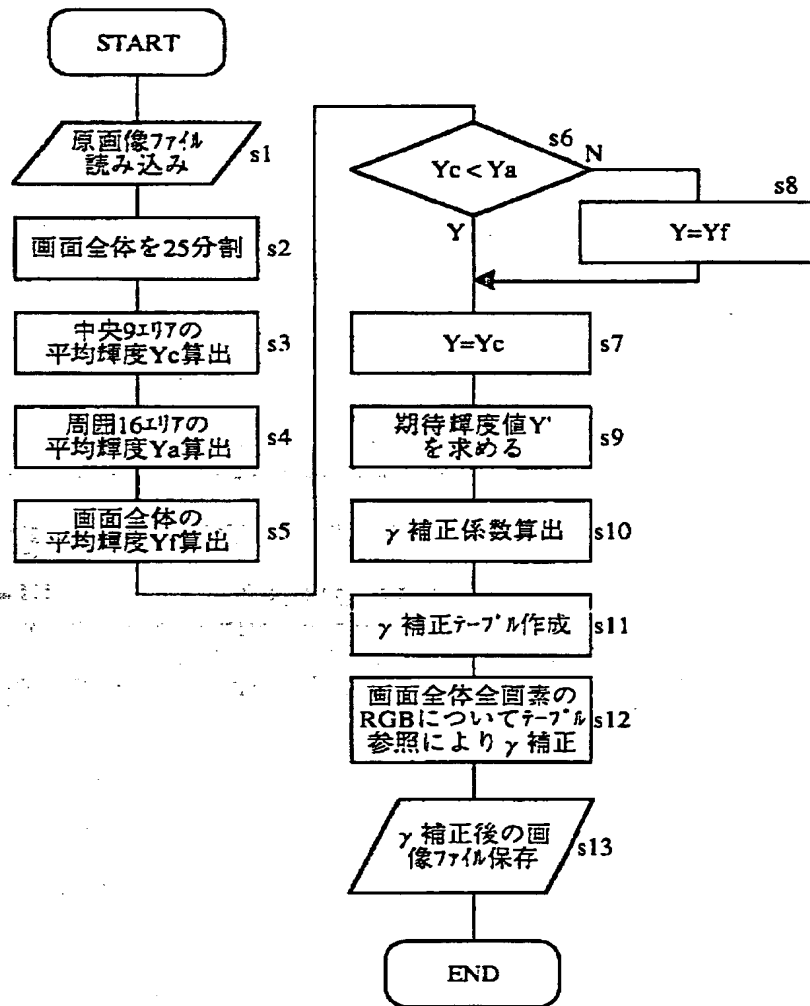 START
原画像ファイル
読み込み
s1
画面全体を25分割
s2
中央9エリアの
平均輝度Yc算出
s3
周囲16エリアの
平均輝度Ya算出
s4
画面全体の
平均輝度Yf算出
s5
Yc < Ya
s6
N
Y
s8
Y=Yf
Y=Yc
s7
期待輝度値Y'
を求める
s9
γ補正係数算出
s10
γ補正テーブル作成
s11
画面全体全画素の
RGBについてテーブル
参照によりγ補正
s12
γ補正後の画
像ファイル保存
s13
END